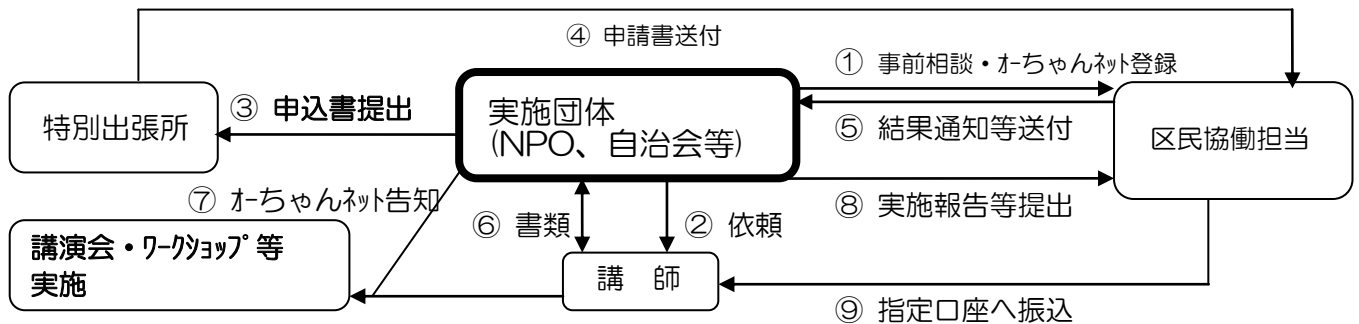 ④ 申請書送付
① 事前相談・オーちゃんネット登録
特別出張所
③ 申込書提出
実施団体
(NPO、自治会等)
⑤ 結果通知等送付
区民協働担当
⑦ オーちゃんネット告知
⑥ 書類
② 依頼
⑧ 実施報告等提出
講演会・ワークショップ等
実施
講 師
⑨ 指定口座へ振込